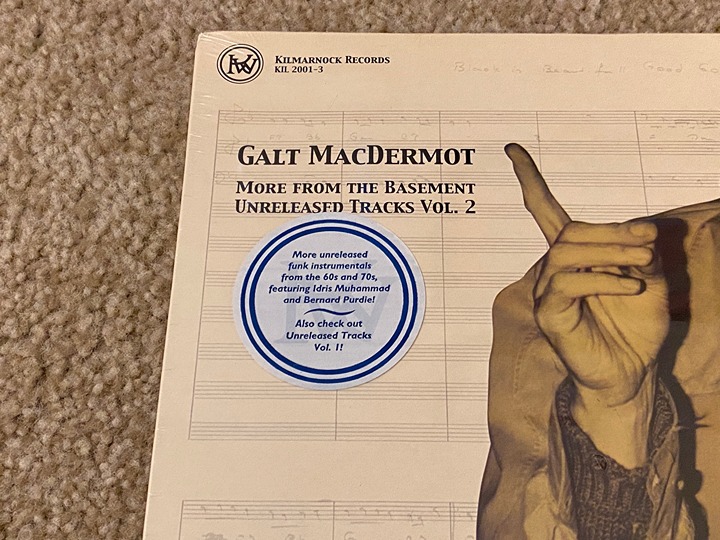 KILMARNOCK RECORDS
KIL 2001-3
GALT MACDERMOT
MORE FROM THE BASEMENT
UNRELEASED TRACKS VOL. 2
More unreleased
funk instrumentals
from the 60s and 70s,
featuring Idris Muhammad
and Bernard Purdie!
Also check out
Unreleased Tracks
Vol. 1!